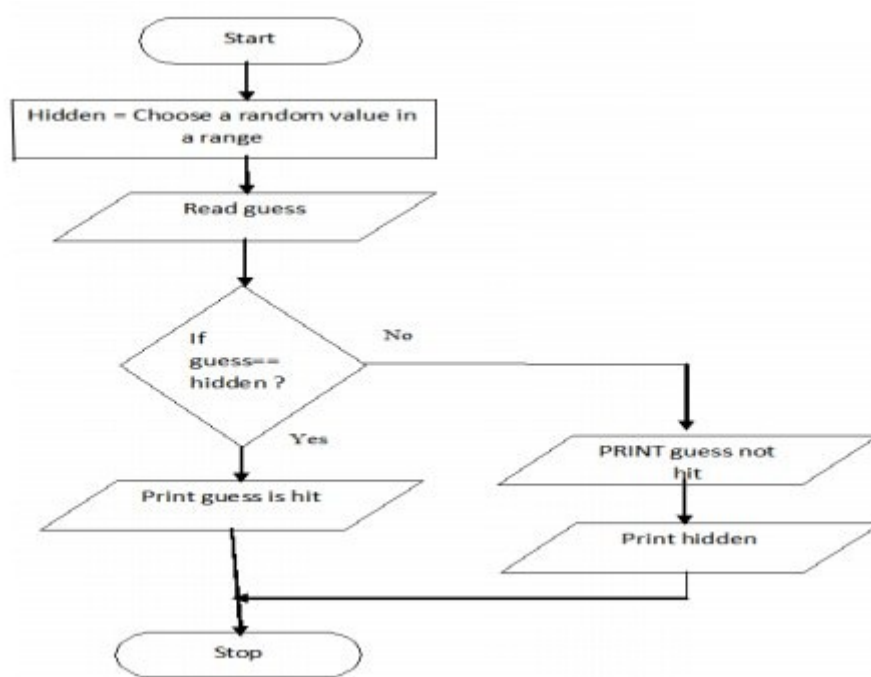 Start
Hidden = Choose a random value in
a range
Read guess
If
guess==
hidden ?
No
Yes
PRINT guess not
hit
Print guess is hit
Print hidden
Stop